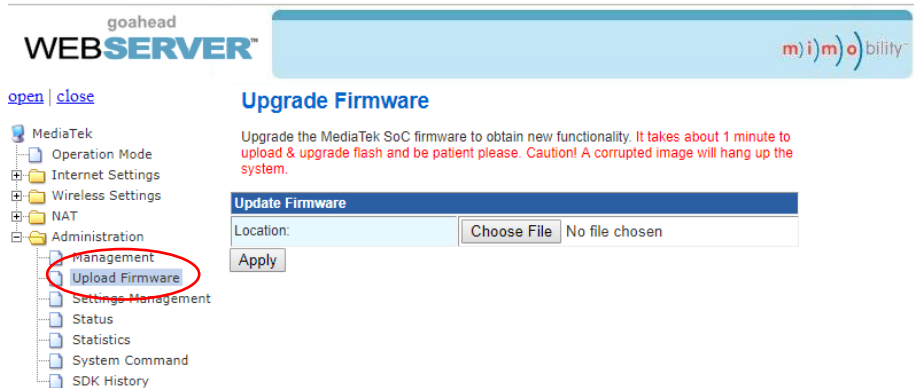 goahead
WEBSERVER™
m)i)m)o)bility™
open | close
MediaTek
Operation Mode
Internet Settings
Wireless Settings
NAT
Administration
Management
Upload Firmware
Settings Management
Status
Statistics
System Command
SDK History
Upgrade Firmware
Upgrade the MediaTek SoC firmware to obtain new functionality. It takes about 1 minute to
upload & upgrade flash and be patient please. Caution! A corrupted image will hang up the
system.
Update Firmware
Location: Choose File No file chosen
Apply